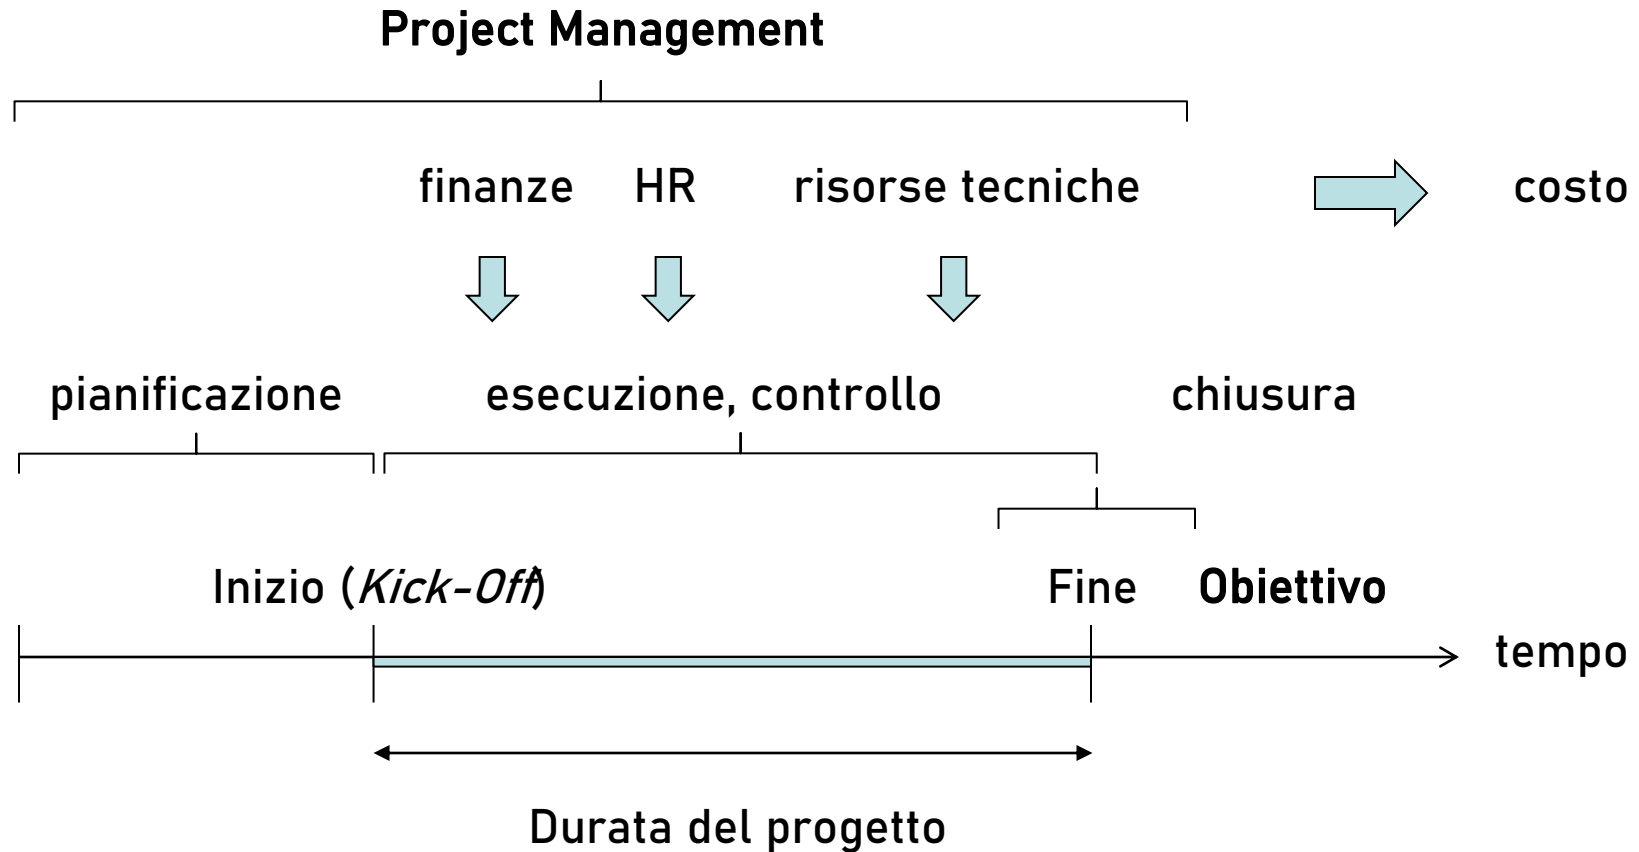 Project Management
finanze HR risorse tecniche costo
pianificazione esecuzione, controllo chiusura
Inizio (Kick-Off) Fine Obiettivo
tempo
Durata del progetto